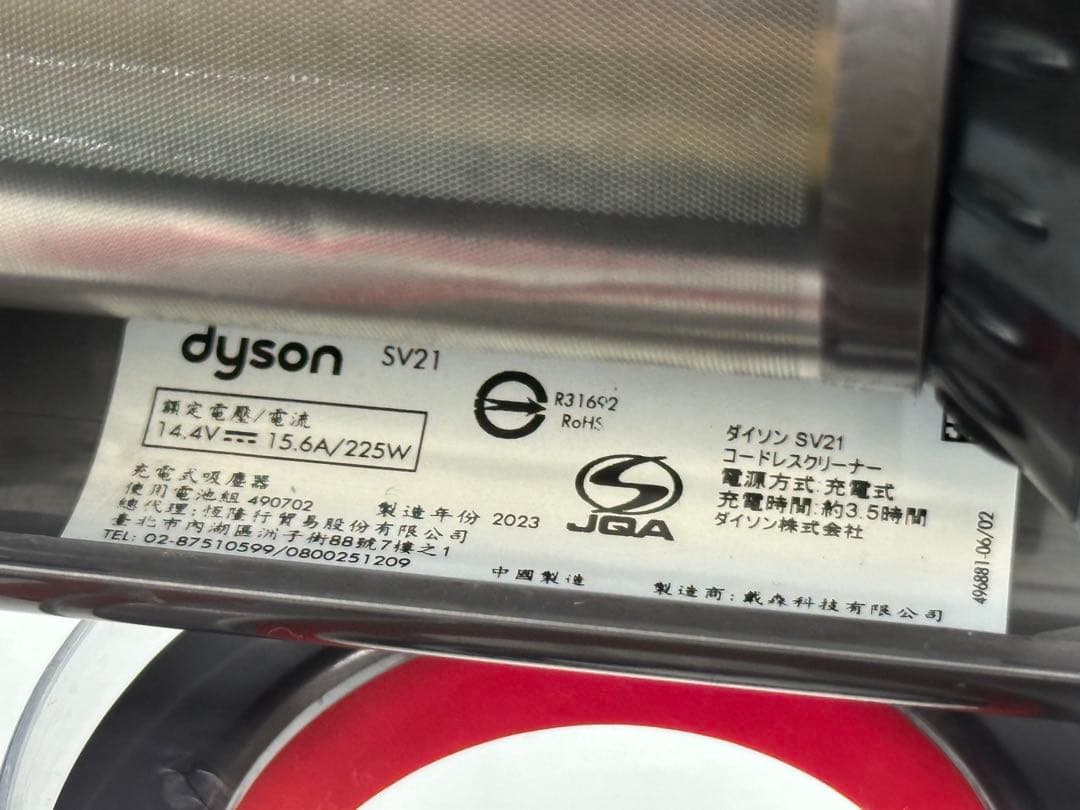 dyson SV21
額定電壓/電流
14.4V⎓ 15.6A/225W
R31692
RoHS
充電式吸塵器
使用電池組 490702 製造年份 2023
總代理:恆隆行貿易股份有限公司
臺北市內湖區洲子街88號7樓之1
TEL: 02-87510599/0800251209
中國製造
製造商:戴森科技有限公司
JQA
ダイソン SV21
コードレスクリーナー
電源方式:充電式
充電時間:約3.5時間
ダイソン株式会社
496881-06/02